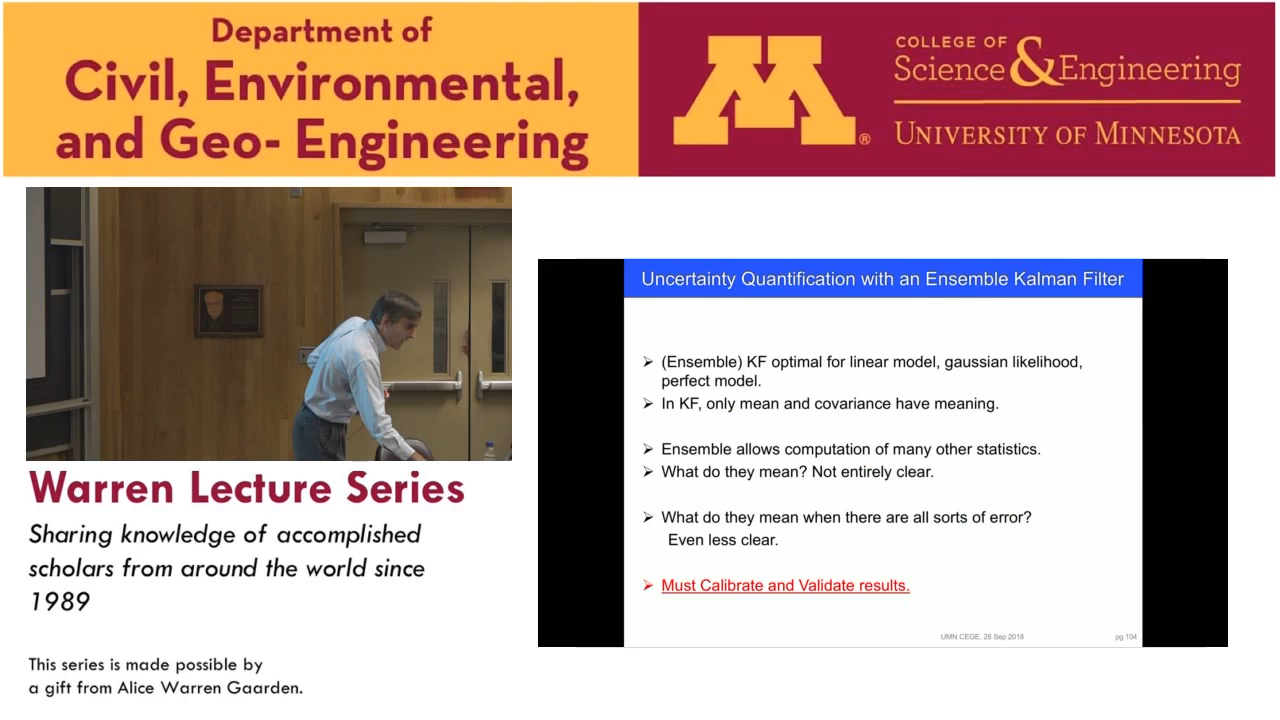 Department of
Civil, Environmental,
and Geo- Engineering
M®
COLLEGE OF
Science & Engineering
UNIVERSITY OF MINNESOTA
Uncertainty Quantification with an Ensemble Kalman Filter
➢ (Ensemble) KF optimal for linear model, gaussian likelihood,
perfect model.
➢ In KF, only mean and covariance have meaning.
➢ Ensemble allows computation of many other statistics.
➢ What do they mean? Not entirely clear.
➢ What do they mean when there are all sorts of error?
Even less clear.
➢ Must Calibrate and Validate results.
UMN CEGE, 28 Sep 2018
pg 104
Warren Lecture Series
Sharing knowledge of accomplished
scholars from around the world since
1989
This series is made possible by
a gift from Alice Warren Gaarden.